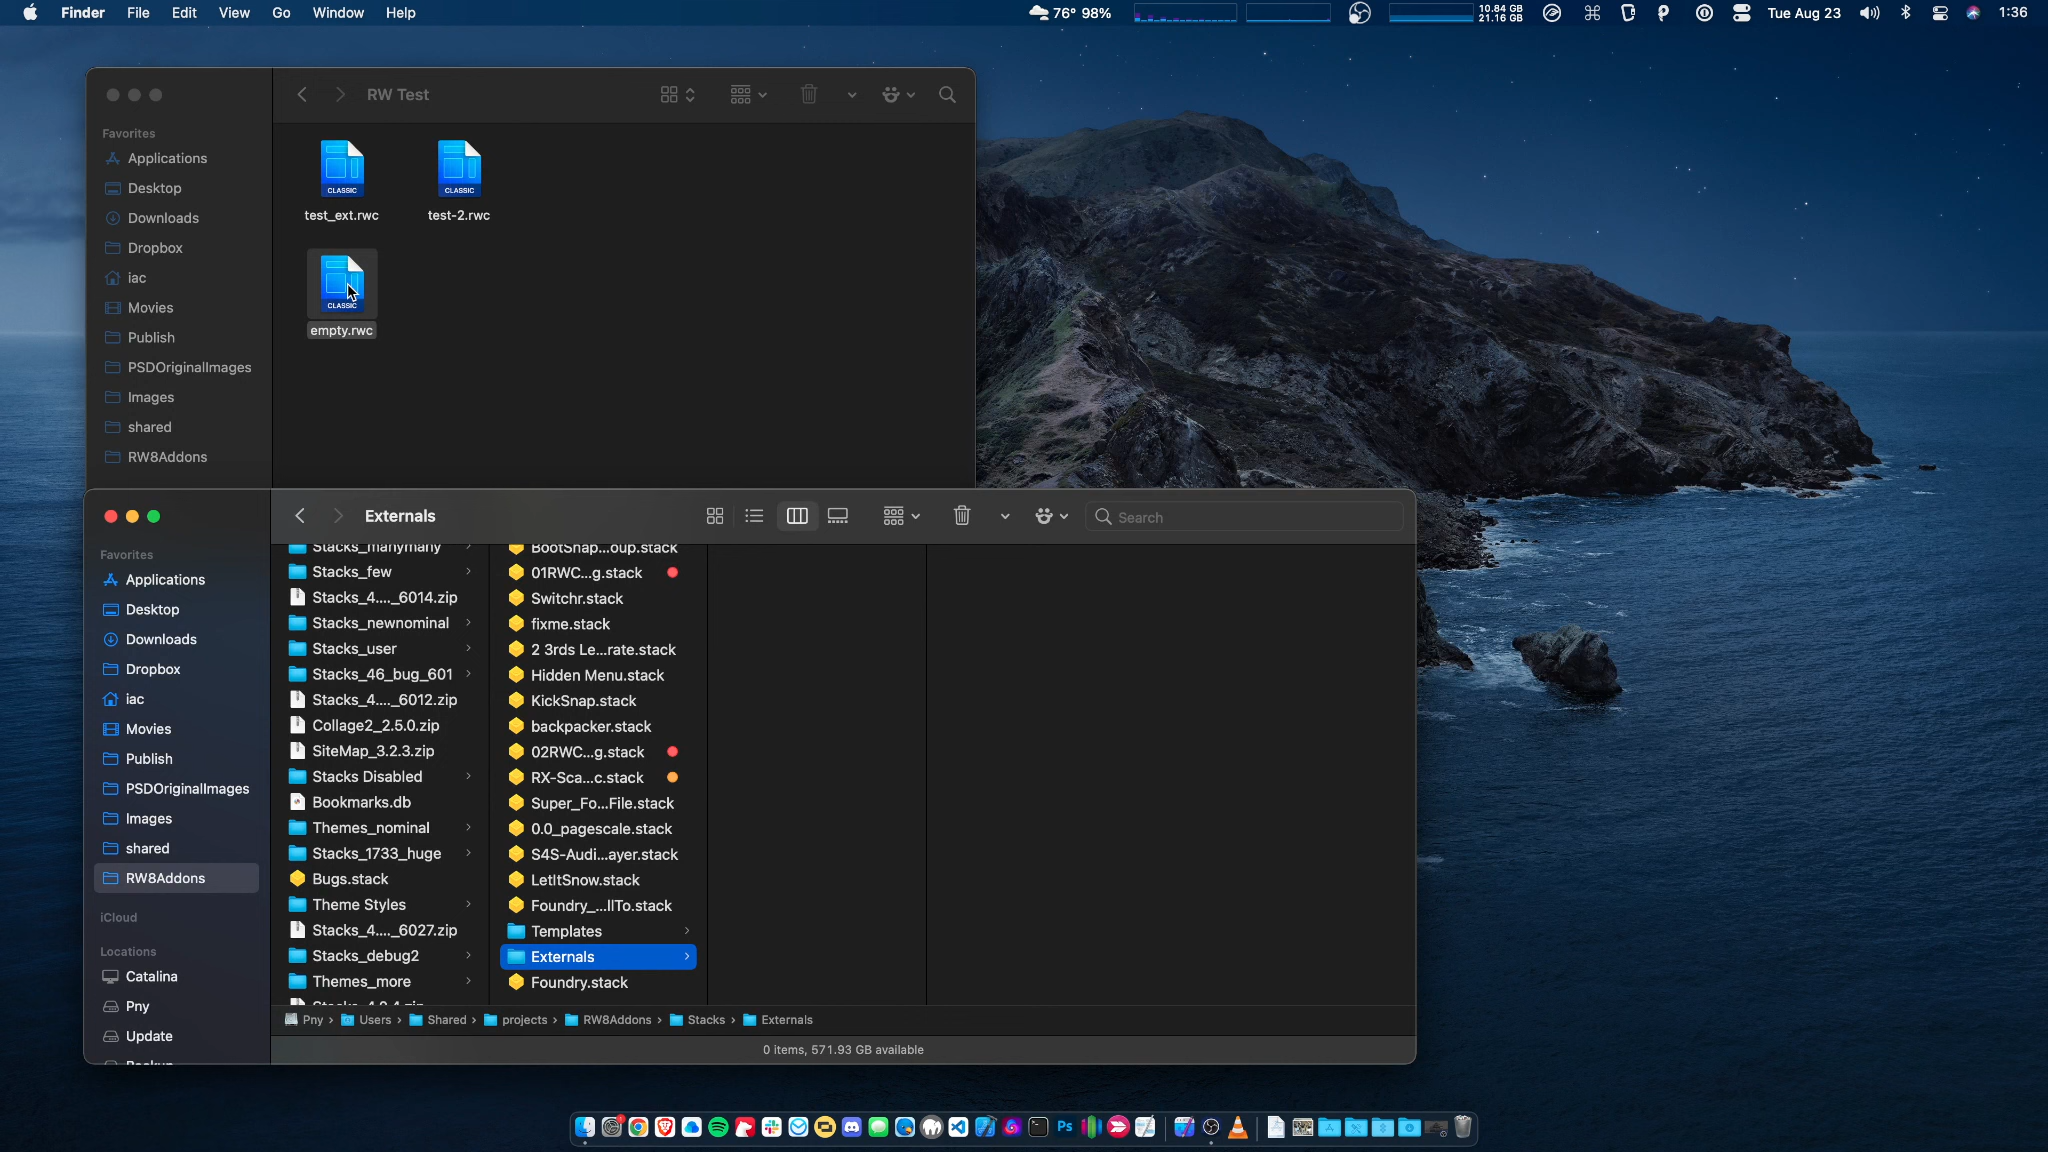 Finder File Edit View Go Window Help
76° 98%
10.84 GB
21.16 GB
Tue Aug 23
1:36
RW Test
Favorites
Applications
Desktop
Downloads
Dropbox
iac
Movies
Publish
PSDOriginalImages
Images
shared
RW8Addons
CLASSIC
test_ext.rwc
CLASSIC
test-2.rwc
CLASSIC
empty.rwc
Externals
Search
Favorites
Applications
Desktop
Downloads
Dropbox
iac
Movies
Publish
PSDOriginalImages
Images
shared
RW8Addons
iCloud
Locations
Catalina
Pny
Update
Stacks_manymany
Stacks_few
Stacks_4...._6014.zip
Stacks_newnominal
Stacks_user
Stacks_46_bug_601
Stacks_4...._6012.zip
Collage2_2.5.0.zip
SiteMap_3.2.3.zip
Stacks Disabled
Bookmarks.db
Themes_nominal
Stacks_1733_huge
Bugs.stack
Theme Styles
Stacks_4...._6027.zip
Stacks_debug2
Themes_more
BootSnap...oup.stack
01RWC...g.stack
Switchr.stack
fixme.stack
2 3rds Le...rate.stack
Hidden Menu.stack
KickSnap.stack
backpacker.stack
02RWC...g.stack
RX-Sca...c.stack
Super_Fo...File.stack
0.0_pagescale.stack
S4S-Audi...ayer.stack
LetItSnow.stack
Foundry_...llTo.stack
Templates
Externals
Foundry.stack
Pny › Users › Shared › projects › RW8Addons › Stacks › Externals
0 items, 571.93 GB available
Ps